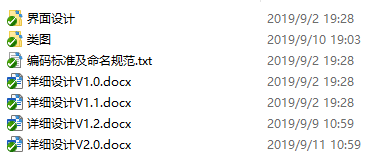 界面设计 2019/9/2 19:28
类图 2019/9/10 19:03
编码标准及命名规范.txt 2019/9/2 19:28
详细设计V1.0.docx 2019/9/2 19:28
详细设计V1.1.docx 2019/9/2 19:28
详细设计V1.2.docx 2019/9/9 10:59
详细设计V2.0.docx 2019/9/11 10:59